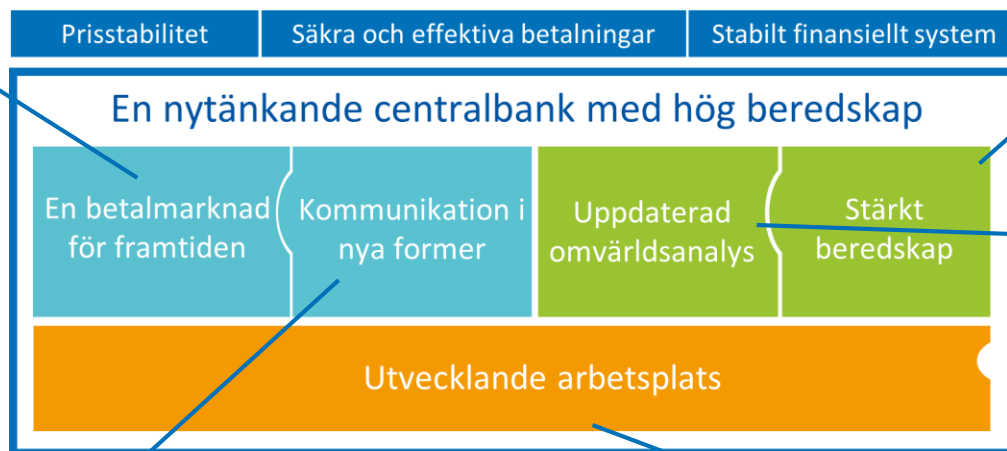 Prisstabilitet
Säkra och effektiva betalningar
Stabilt finansiellt system
En nytänkande centralbank med hög beredskap
En betalmarknad
för framtiden
Kommunikation i
nya former
Uppdaterad
omvärldsanalys
Stärkt
beredskap
Utvecklande arbetsplats